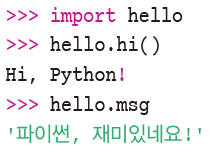 >>> import hello
>>> hello.hi()
Hi, Python!
>>> hello.msg
'파이썬, 재미있네요!'